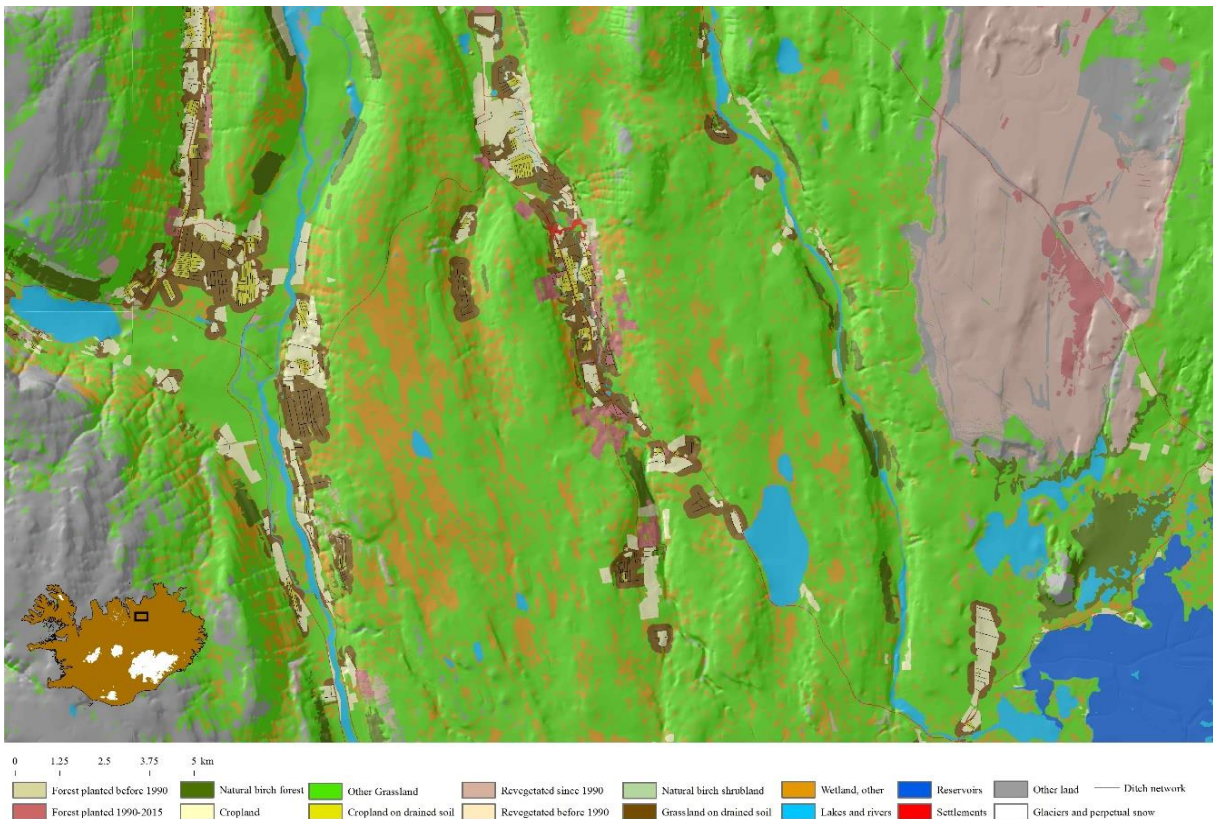 0 1.25 2.5 3.75 5 km
Forest planted before 1990 Natural birch forest Other Grassland Revegetated since 1990 Natural birch shrubland Wetland, other Reservoirs Other land Ditch network
Forest planted 1990-2015 Cropland Cropland on drained soil Revegetated before 1990 Grassland on drained soil Lakes and rivers Settlements Glaciers and perpetual snow